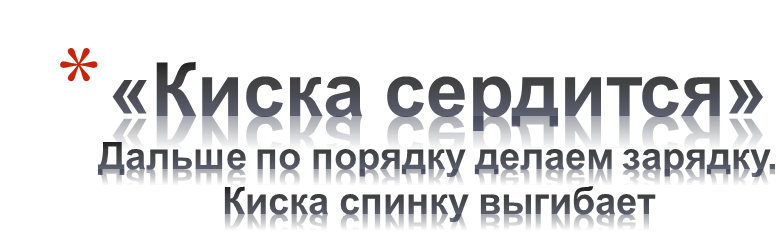 * «Киска сердится»
Дальше по порядку делаем зарядку.
Киска спинку выгибает